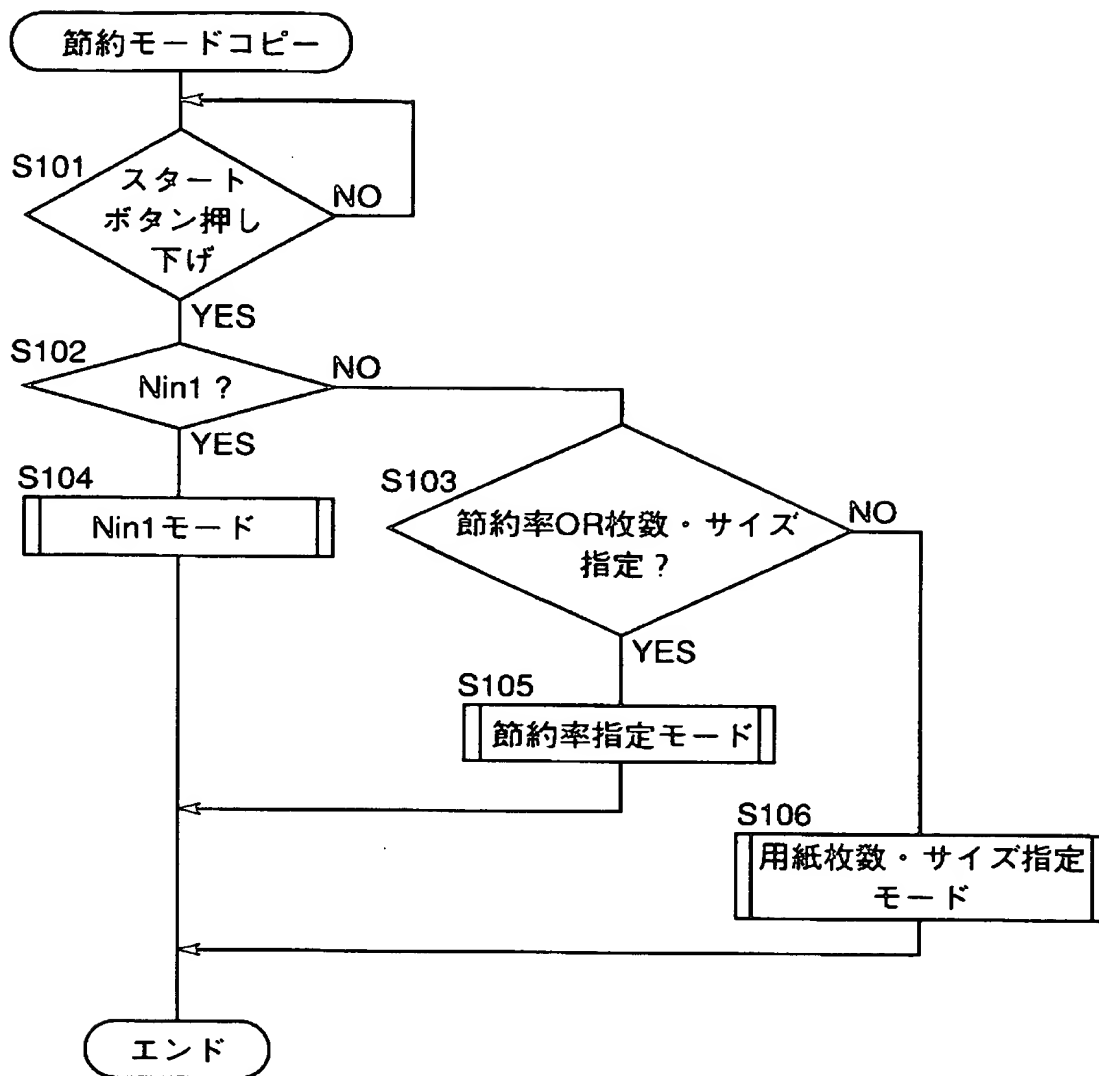 節約モードコピー
S101
スタート
ボタン押し
下げ
NO
YES
S102
Nin1?
NO
YES
S104
Nin1モード
S103
節約率OR枚数・サイズ
指定?
NO
YES
S105
節約率指定モード
S106
用紙枚数・サイズ指定
モード
エンド